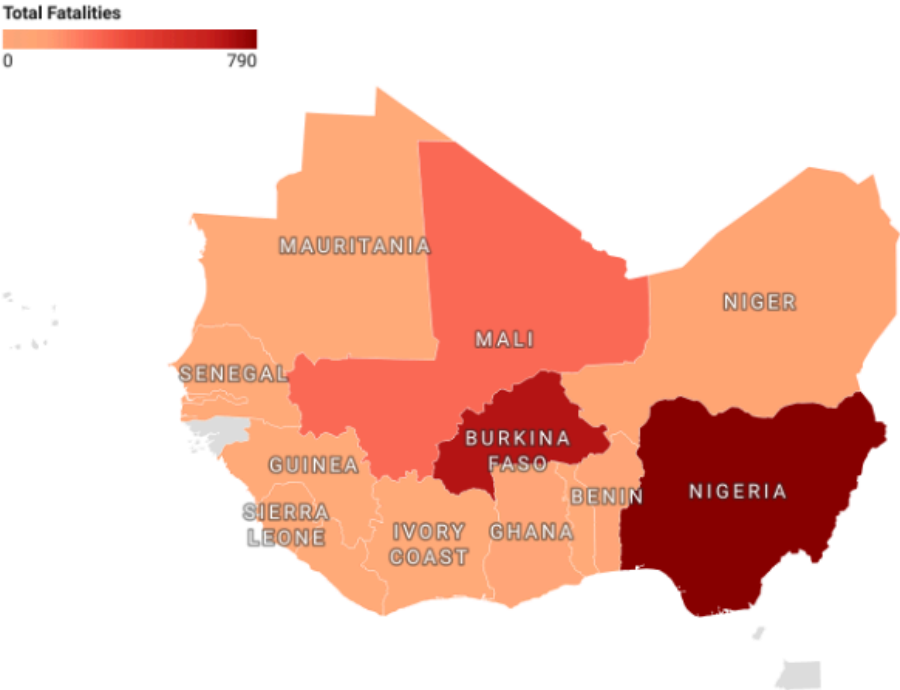 Total Fatalities
0 790
MAURITANIA
NIGER
MALI
SENEGAL
BURKINA
FASO
GUINEA
BENIN
NIGERIA
SIERRA
LEONE
IVORY
COAST
GHANA